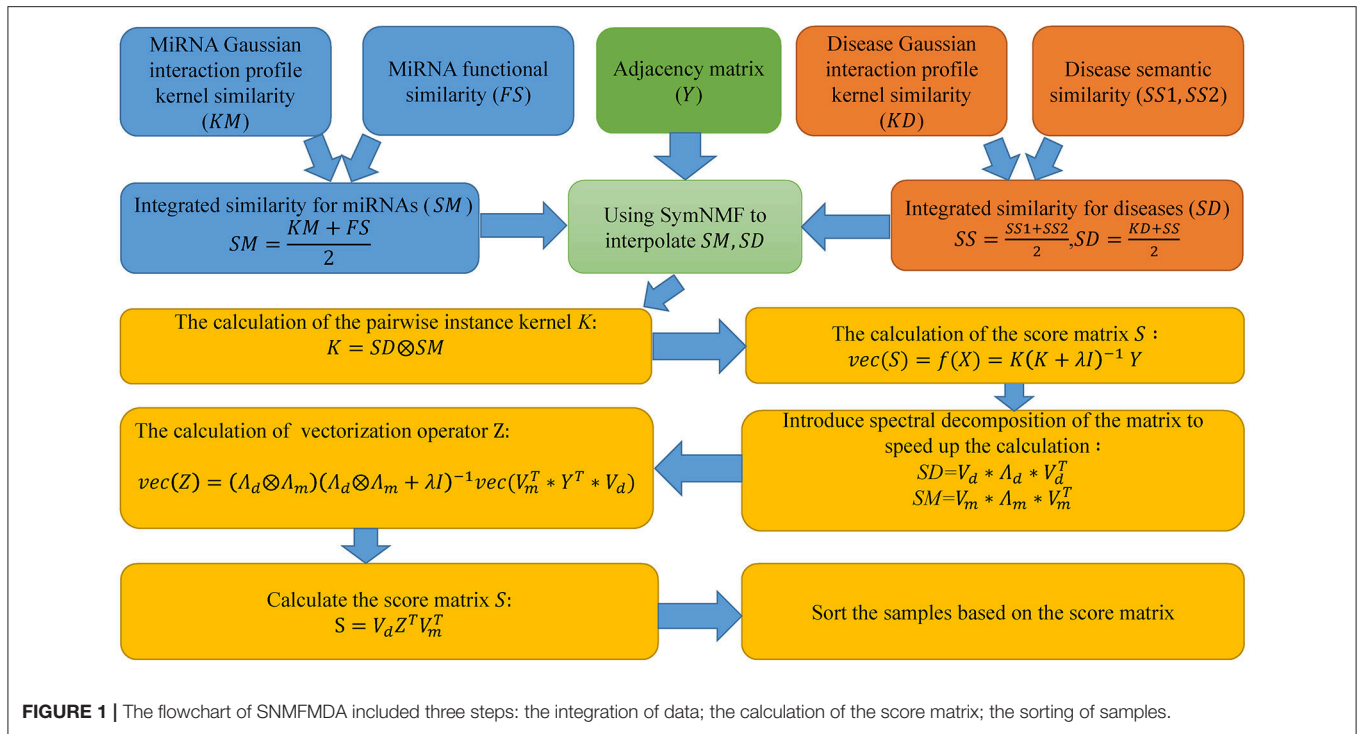 MiRNA Gaussian
interaction profile
kernel similarity
(KM)
MiRNA functional
similarity (FS)
Adjacency matrix
(Y)
Disease Gaussian
interaction profile
kernel similarity
(KD)
Disease semantic
similarity (SS1, SS2)
Integrated similarity for miRNAs (SM)
SM = \frac{KM + FS}{2}
Using SymNMF to
interpolate SM, SD
Integrated similarity for diseases (SD)
SS = \frac{SS1+SS2}{2}, SD = \frac{KD+SS}{2}
The calculation of the pairwise instance kernel K:
K = SD⊗SM
The calculation of the score matrix S :
vec(S) = f(X) = K(K + λI)^{-1} Y
Introduce spectral decomposition of the matrix to
speed up the calculation :
SD=V_d * Λ_d * V_d^T
SM=V_m * Λ_m * V_m^T
The calculation of vectorization operator Z:
vec(Z) = (Λ_d⊗Λ_m)(Λ_d⊗Λ_m + λI)^{-1}vec(V_m^T * Y^T * V_d)
Calculate the score matrix S:
S = V_d Z^T V_m^T
Sort the samples based on the score matrix
FIGURE 1 | The flowchart of SNMFMDA included three steps: the integration of data; the calculation of the score matrix; the sorting of samples.